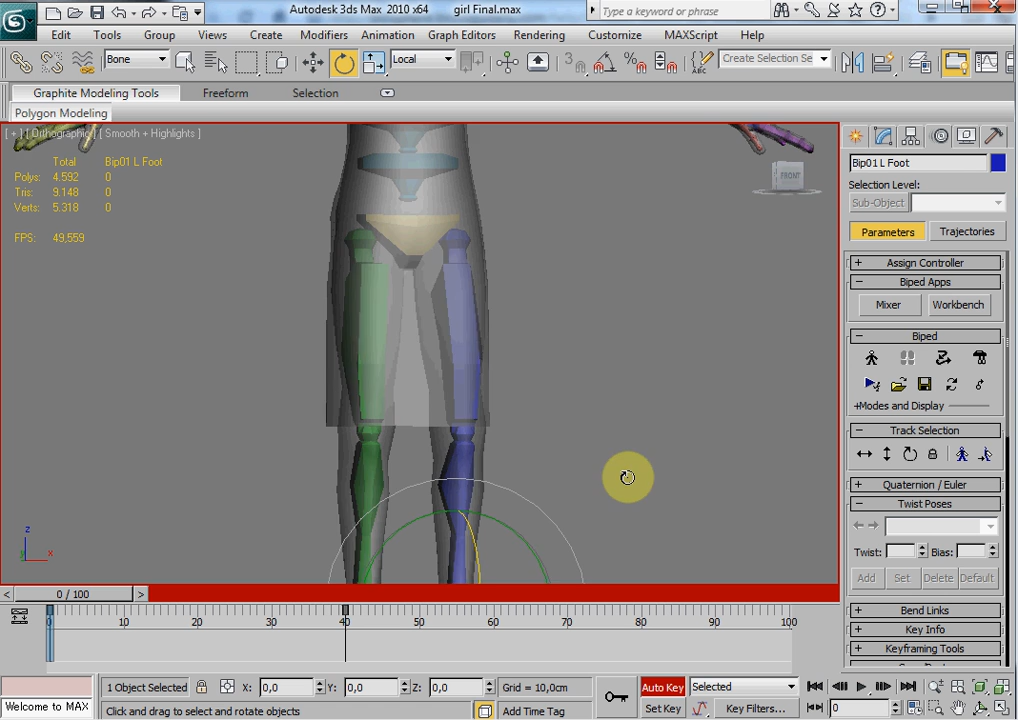 Autodesk 3ds Max 2010 x64 girl Final.max
Type a keyword or phrase
Edit Tools Group Views Create Modifiers Animation Graph Editors Rendering Customize MAXScript Help
Bone Local 3 Create Selection Se
ABC
Graphite Modeling Tools Freeform Selection
Polygon Modeling
[ + ] [ Orthographic ] [ Smooth + Highlights ]
Total Bip01 L Foot
Polys: 4.592 0
Tris: 9.148 0
Verts: 5.318 0
FPS: 49,559
FRONT
z
x
Bip01 L Foot
Selection Level:
Sub-Object
Parameters Trajectories
+ Assign Controller
− Biped Apps
Mixer Workbench
− Biped
+Modes and Display
− Track Selection
+ Quaternion / Euler
− Twist Poses
Twist: Bias:
Add Set Delete Default
+ Bend Links
+ Key Info
+ Keyframing Tools
< 0 / 100 >
0 10 20 30 40 50 60 70 80 90 100
1 Object Selected X: 0,0 Y: 0,0 Z: 0,0 Grid = 10,0cm Auto Key Selected
Welcome to MAX Click and drag to select and rotate objects Add Time Tag Set Key Key Filters... 0